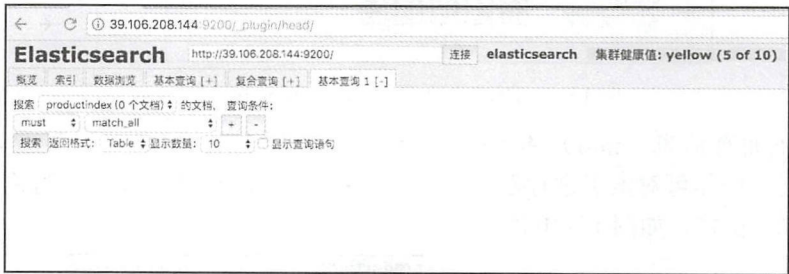 39.106.208.144:9200/_plugin/head/
Elasticsearch http://39.106.208.144:9200/ 连接 elasticsearch 集群健康值: yellow (5 of 10)
概览 索引 数据浏览 基本查询 [+] 复合查询 [+] 基本查询 1 [-]
搜索 productindex (0 个文档) 的文档, 查询条件:
must match_all + -
搜索 返回格式: Table 显示数量: 10 显示查询语句